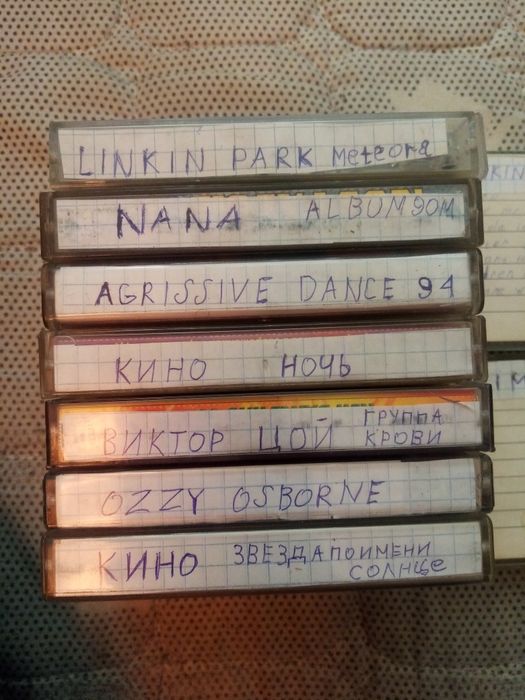 LINKIN PARK Meteora
NANA ALBUM 90M
AGRISSIVE DANCE 94
КИНО НОЧЬ
ВИКТОР ЦОЙ ГРУППА
КРОВИ
OZZY OSBORNE
КИНО ЗВЕЗДА ПО ИМЕНИ
СОЛНЦЕ